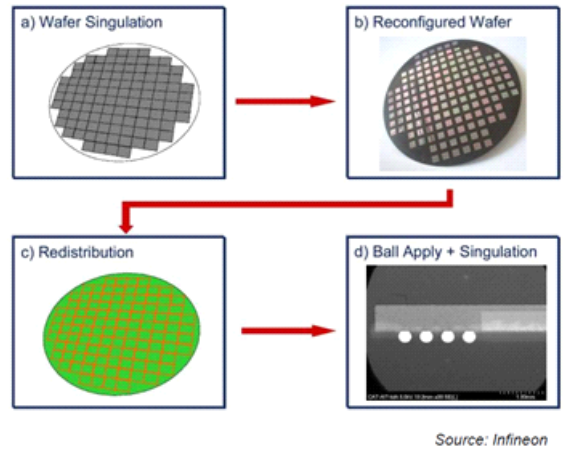 a) Wafer Singulation
b) Reconfigured Wafer
c) Redistribution
d) Ball Apply + Singulation
Source: Infineon